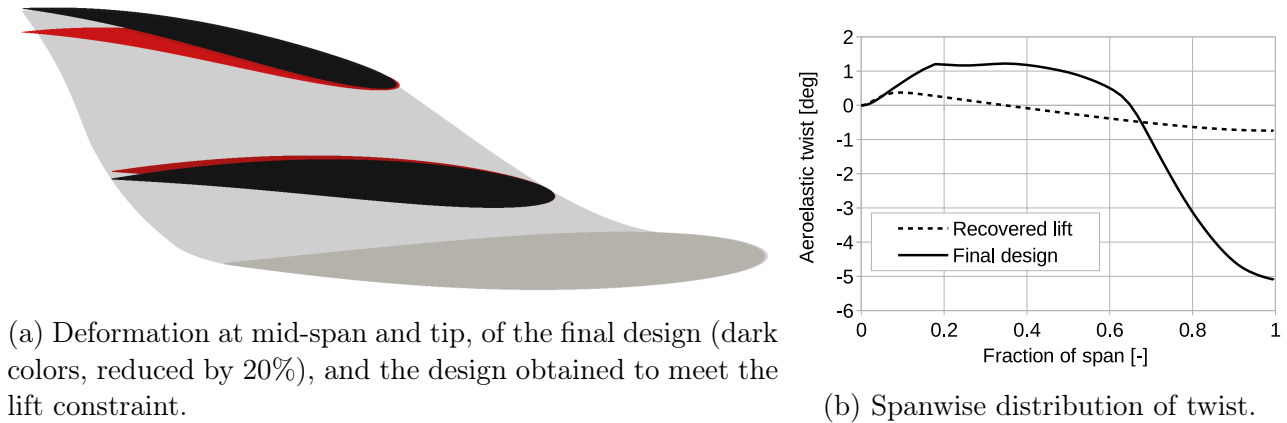 2
1
0
-1
-2
-3
-4
-5
-6
Aeroelastic twist [deg]
Recovered lift
Final design
0 0.2 0.4 0.6 0.8 1
Fraction of span [-]
(a) Deformation at mid-span and tip, of the final design (dark
colors, reduced by 20%), and the design obtained to meet the
lift constraint.
(b) Spanwise distribution of twist.